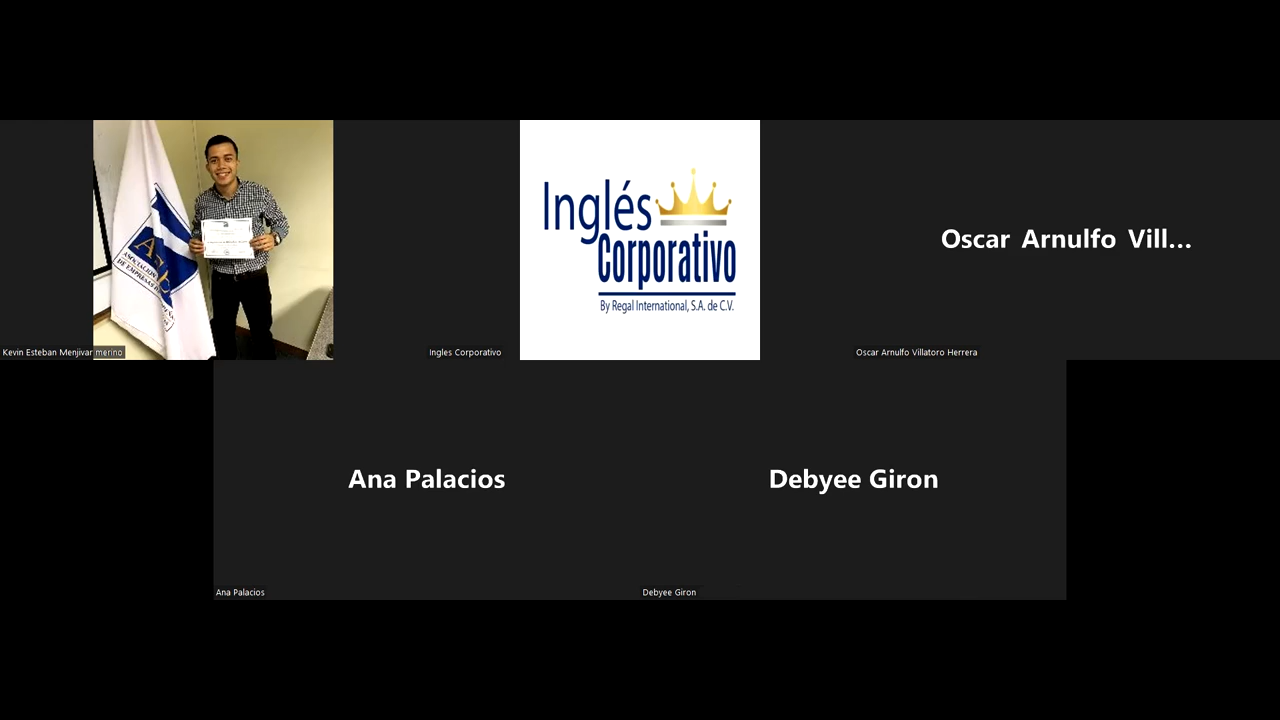 Kevin Esteban Menjivar merino
Inglés
Corporativo
By Regal International, S.A. de C.V.
Ingles Corporativo
Oscar Arnulfo Vill...
Oscar Arnulfo Villatoro Herrera
Ana Palacios
Ana Palacios
Debyee Giron
Debyee Giron